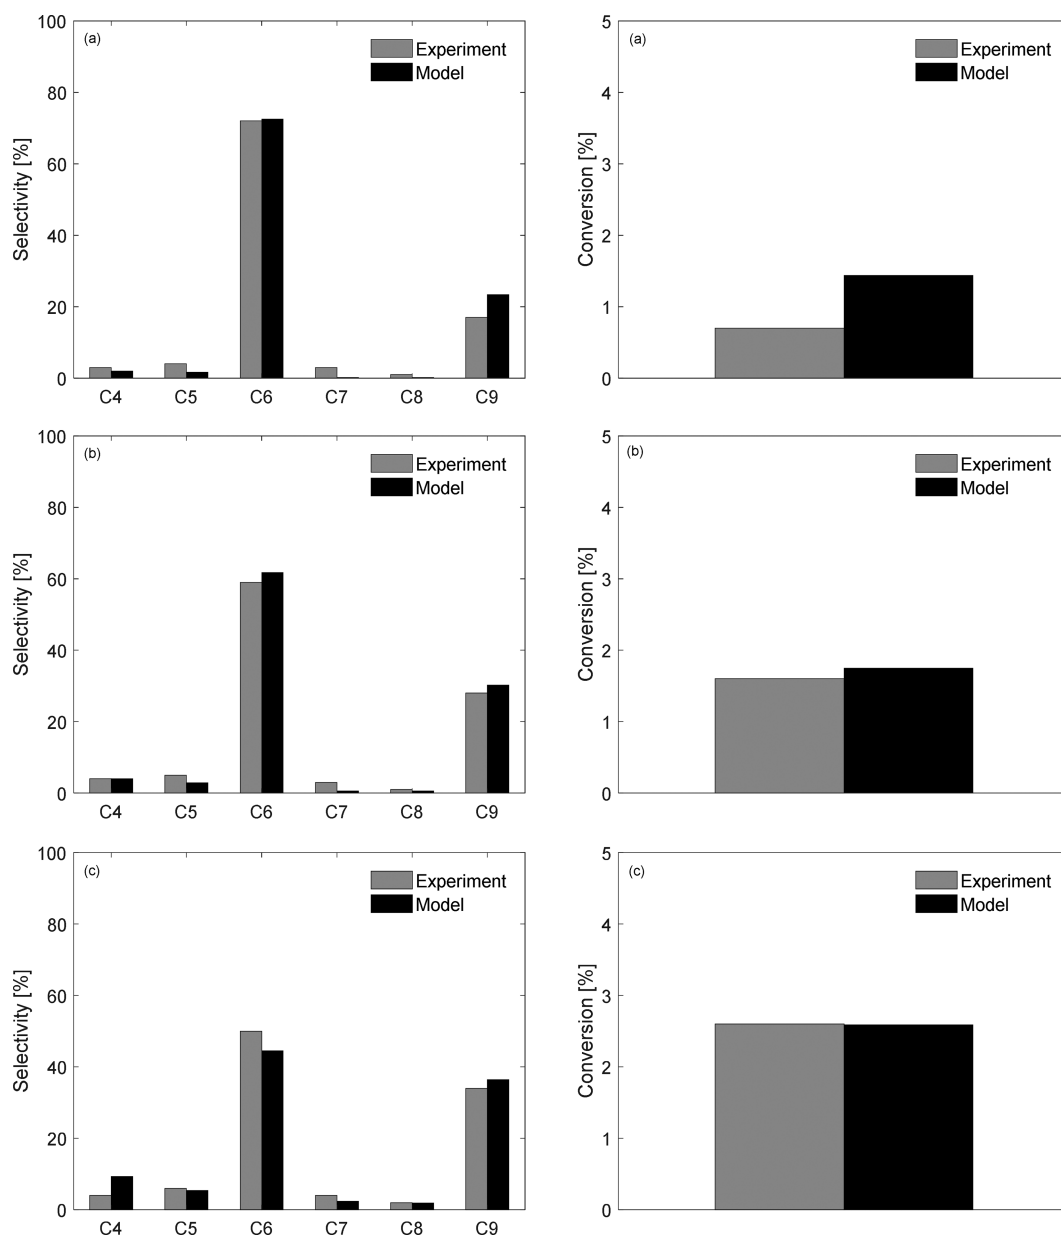 100
80
60
40
20
0
Selectivity [%]
(a)
Experiment
Model
C4 C5 C6 C7 C8 C9
5
4
3
2
1
0
Conversion [%]
(a)
Experiment
Model
100
80
60
40
20
0
Selectivity [%]
(b)
Experiment
Model
C4 C5 C6 C7 C8 C9
5
4
3
2
1
0
Conversion [%]
(b)
Experiment
Model
100
80
60
40
20
0
Selectivity [%]
(c)
Experiment
Model
C4 C5 C6 C7 C8 C9
5
4
3
2
1
0
Conversion [%]
(c)
Experiment
Model